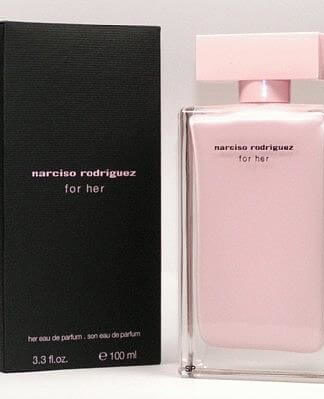 narciso rodriguez
for her
her eau de parfum . son eau de parfum
3.3 fl.oz. ℮ 100 ml
narciso rodriguez
for her
SP